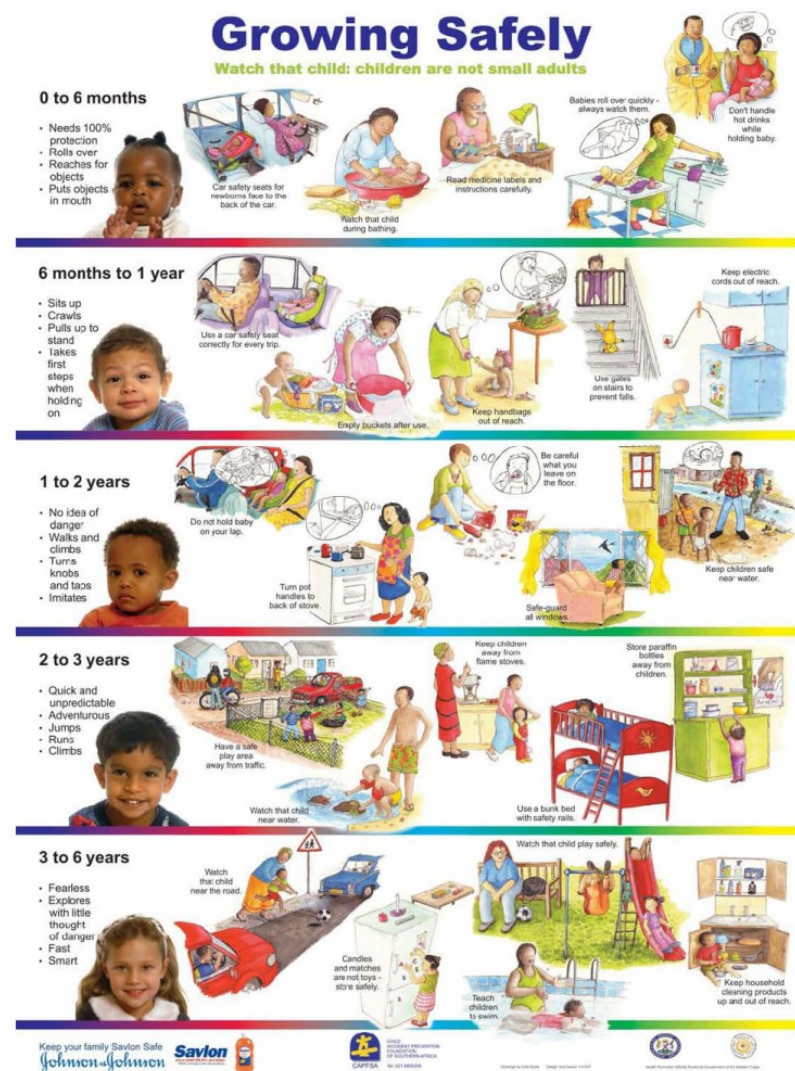 Growing Safely
Watch that child: children are not small adults
0 to 6 months
• Needs 100%
protection
• Rolls over
• Reaches for
objects
• Puts objects
in mouth
Car safety seats for
newborns face to the
back of the car.
Watch that child
during bathing.
Read medicine labels and
instructions carefully.
Babies roll over quickly -
always watch them.
Don't handle
hot drinks
while
holding baby.
6 months to 1 year
• Sits up
• Crawls
• Pulls up to
stand
• Takes
first
steps
when
holding
on
Use a car safety seat
correctly for every trip.
Empty buckets after use.
Keep handbags
out of reach.
Use gates
on stairs to
prevent falls.
Keep electric
cords out of reach.
1 to 2 years
• No idea of
danger
• Walks and
climbs
• Turns
knobs
and taps
• Imitates
Do not hold baby
on your lap.
Turn pot
handles to
back of stove.
Be careful
what you
leave on
the floor.
Safe-guard
all windows.
Keep children safe
near water.
2 to 3 years
• Quick and
unpredictable
• Adventurous
• Jumps
• Runs
• Climbs
Have a safe
play area
away from traffic.
Watch that child
near water.
Keep children
away from
flame stoves.
Use a bunk bed
with safety rails.
Store paraffin
bottles
away from
children.
3 to 6 years
• Fearless
• Explores
with little
thought
of danger
• Fast
• Smart
Watch
that child
near the road.
Candles
and matches
are not toys -
store safely.
Watch that child play safely.
Teach
children
to swim.
Keep household
cleaning products
up and out of reach.
Keep your family Savlon Safe
Johnson & Johnson
Savlon
CAPFSA
CHILD
ACCIDENT PREVENTION
FOUNDATION
OF SOUTHERN AFRICA